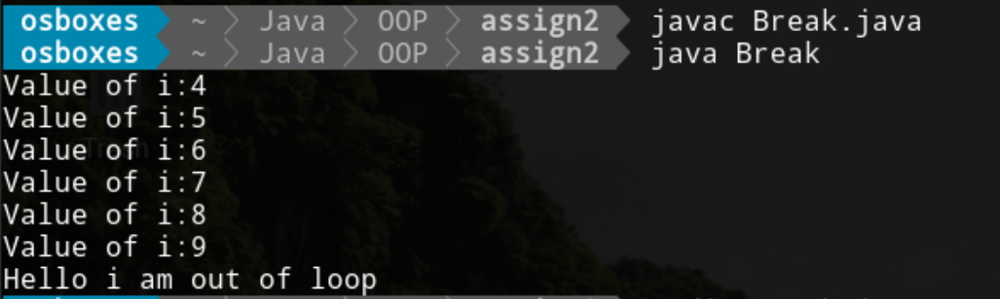 osboxes ~ Java OOP assign2 javac Break.java
osboxes ~ Java OOP assign2 java Break
Value of i:4
Value of i:5
Value of i:6
Value of i:7
Value of i:8
Value of i:9
Hello i am out of loop